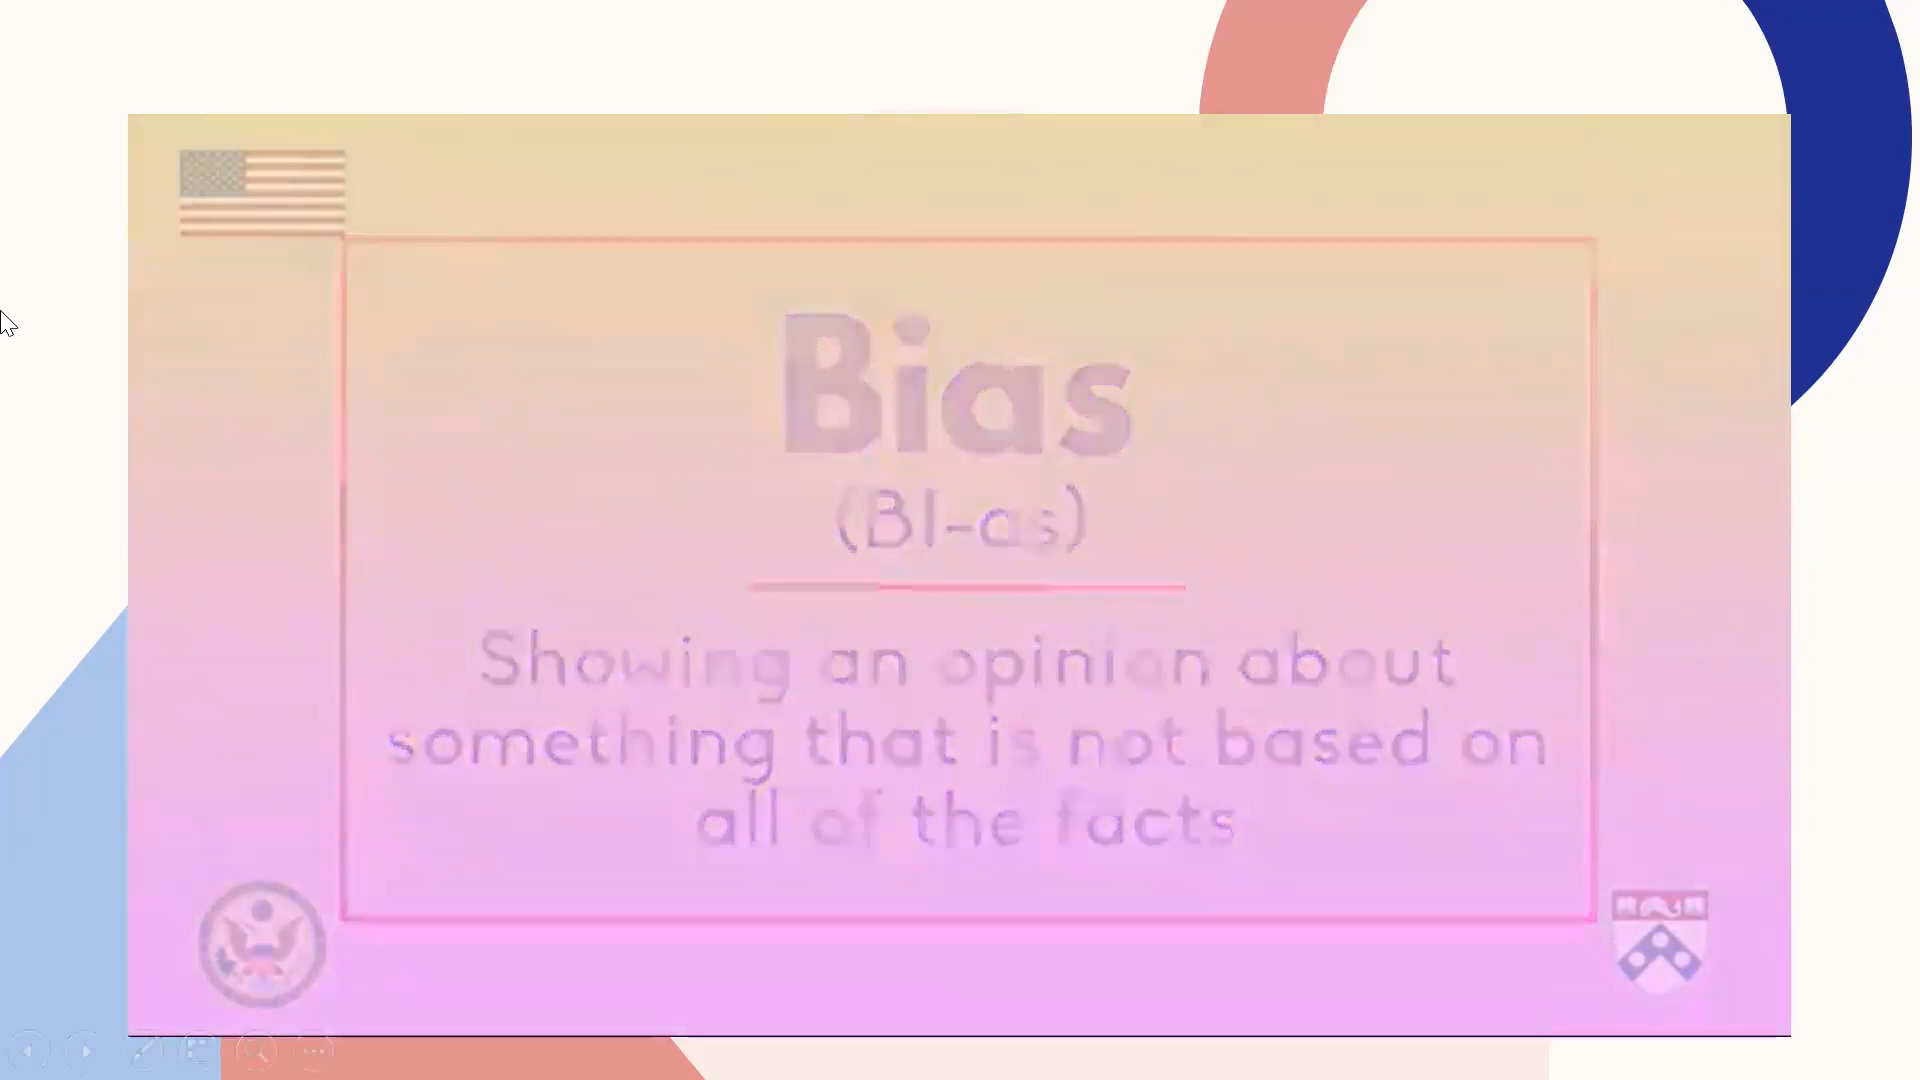 Bias
(BI-as)
Showing an opinion about
something that is not based on
all of the facts